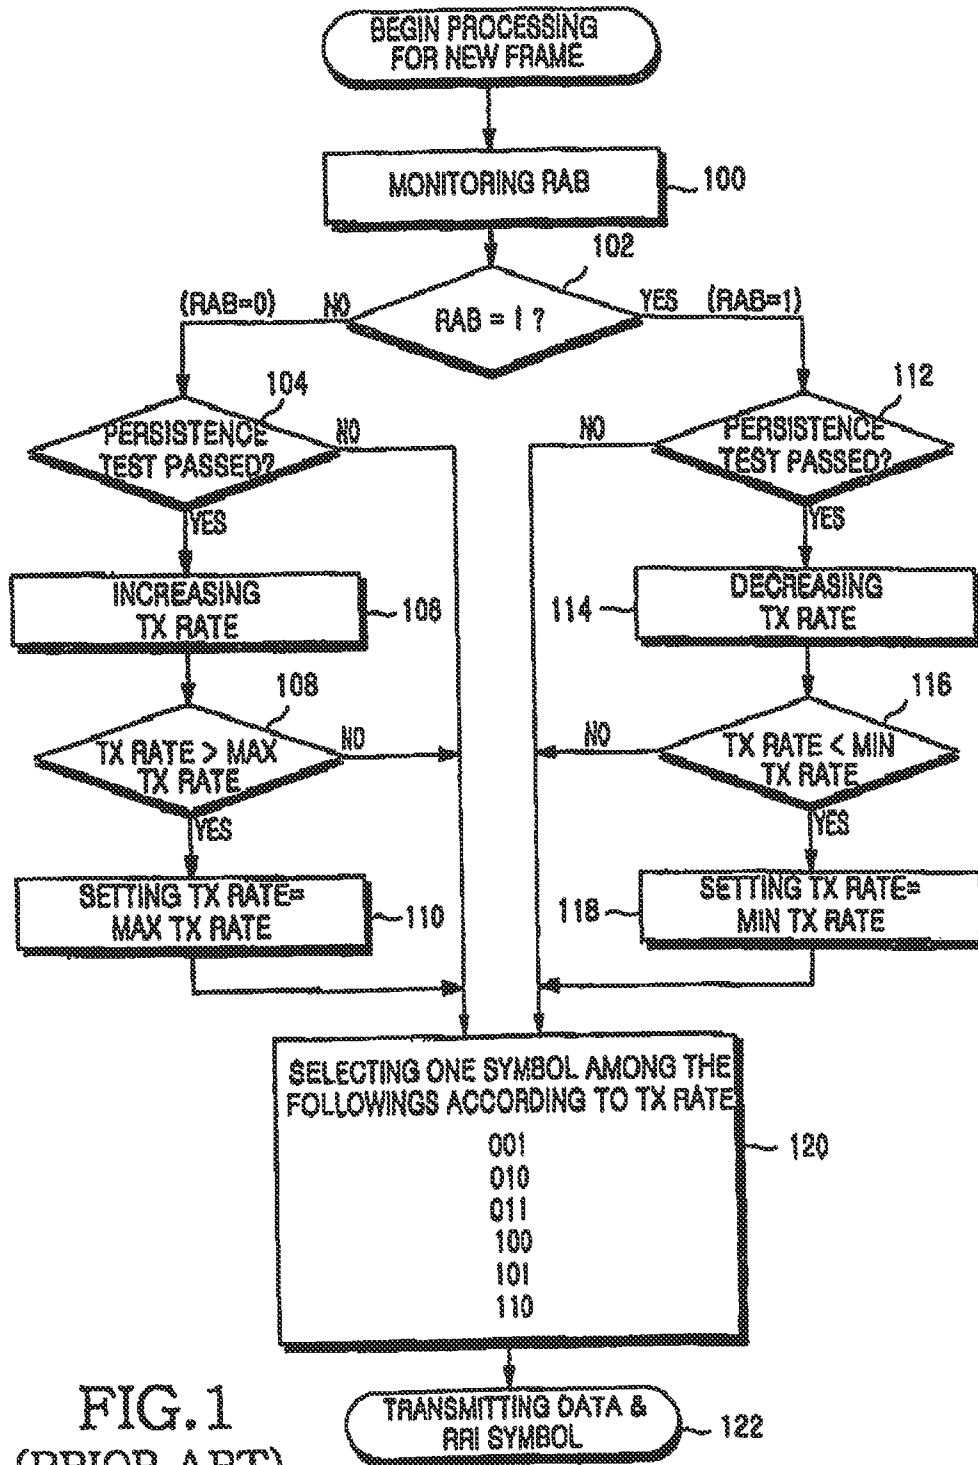 BEGIN PROCESSING
FOR NEW FRAME
MONITORING RAB
100
102
(RAB=0)
NO
RAB = 1 ?
YES
(RAB=1)
104
PERSISTENCE
TEST PASSED?
NO
YES
112
NO
PERSISTENCE
TEST PASSED?
YES
INCREASING
TX RATE
106
114
DECREASING
TX RATE
108
TX RATE > MAX
TX RATE
NO
YES
116
NO
TX RATE < MIN
TX RATE
YES
SETTING TX RATE=
MAX TX RATE
110
118
SETTING TX RATE=
MIN TX RATE
SELECTING ONE SYMBOL AMONG THE
FOLLOWINGS ACCORDING TO TX RATE
001
010
011
100
101
110
120
TRANSMITTING DATA &
RRI SYMBOL
122
FIG.1
(PRIOR ART)